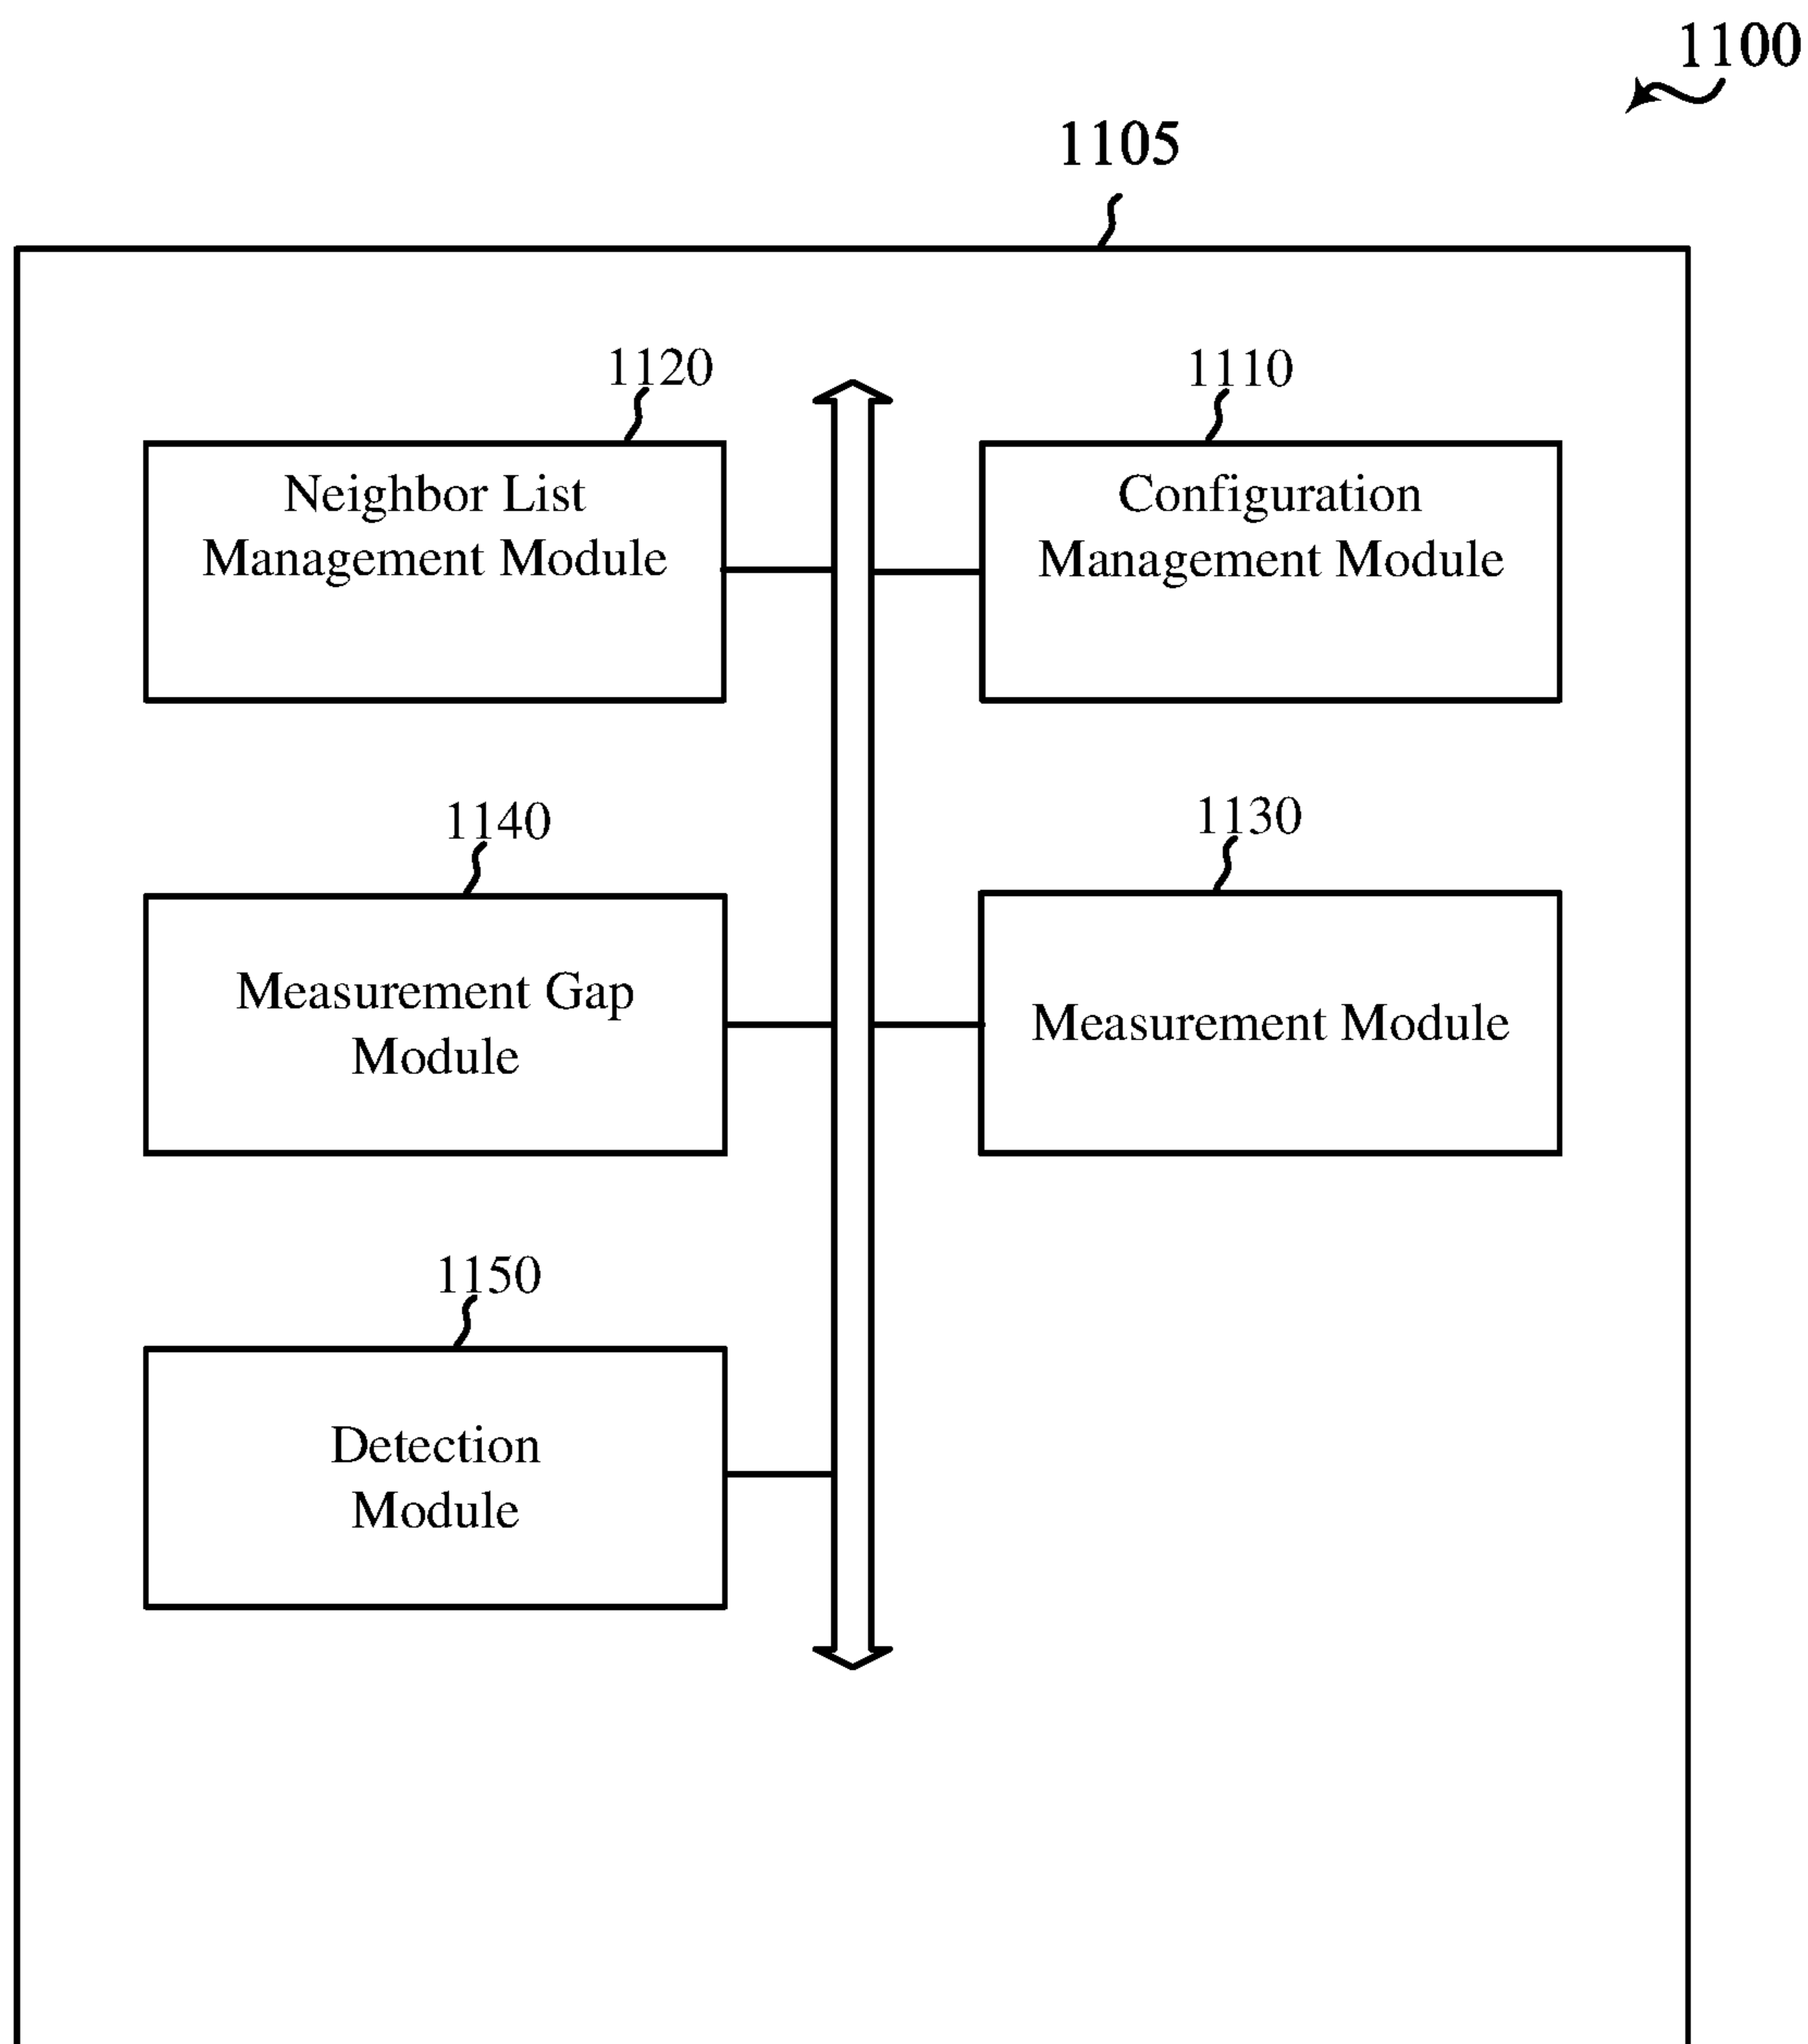 1100
1105
1120
Neighbor List
Management Module
1110
Configuration
Management Module
1140
Measurement Gap
Module
1130
Measurement Module
1150
Detection
Module